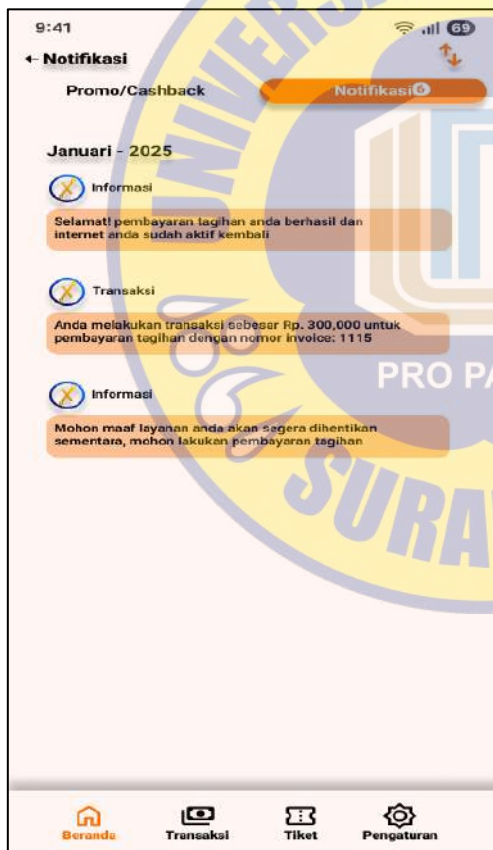 9:41
69
← Notifikasi
Promo/Cashback
Notifikasi 6
Januari - 2025
Informasi
Selamat! pembayaran tagihan anda berhasil dan
internet anda sudah aktif kembali
Transaksi
Anda melakukan transaksi sebesar Rp. 300,000 untuk
pembayaran tagihan dengan nomor invoice: 1115
PRO PA
Informasi
Mohon maaf layanan anda akan segera dihentikan
sementara, mohon lakukan pembayaran tagihan
SURA
Beranda
Transaksi
Tiket
Pengaturan